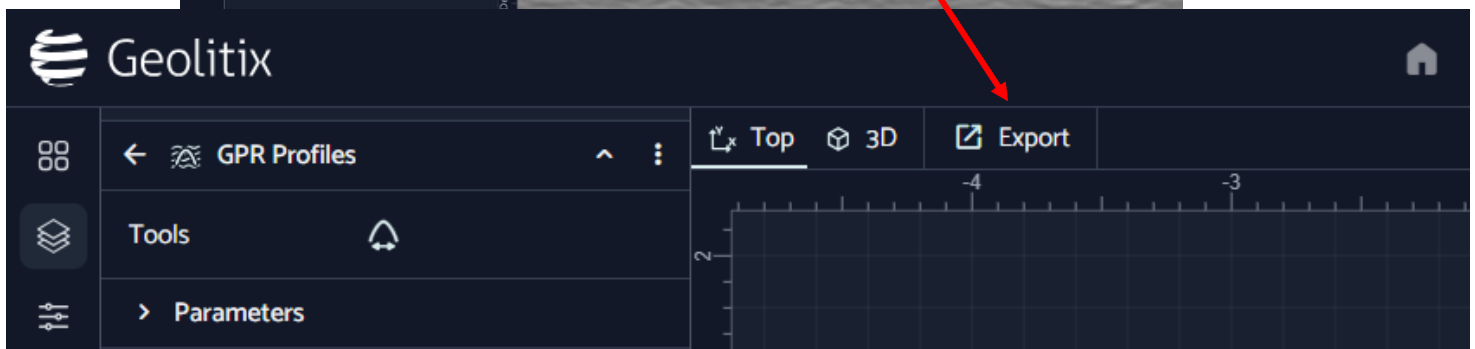 Geolitix
GPR Profiles
Top 3D Export
-4 -3
Tools
2
Parameters